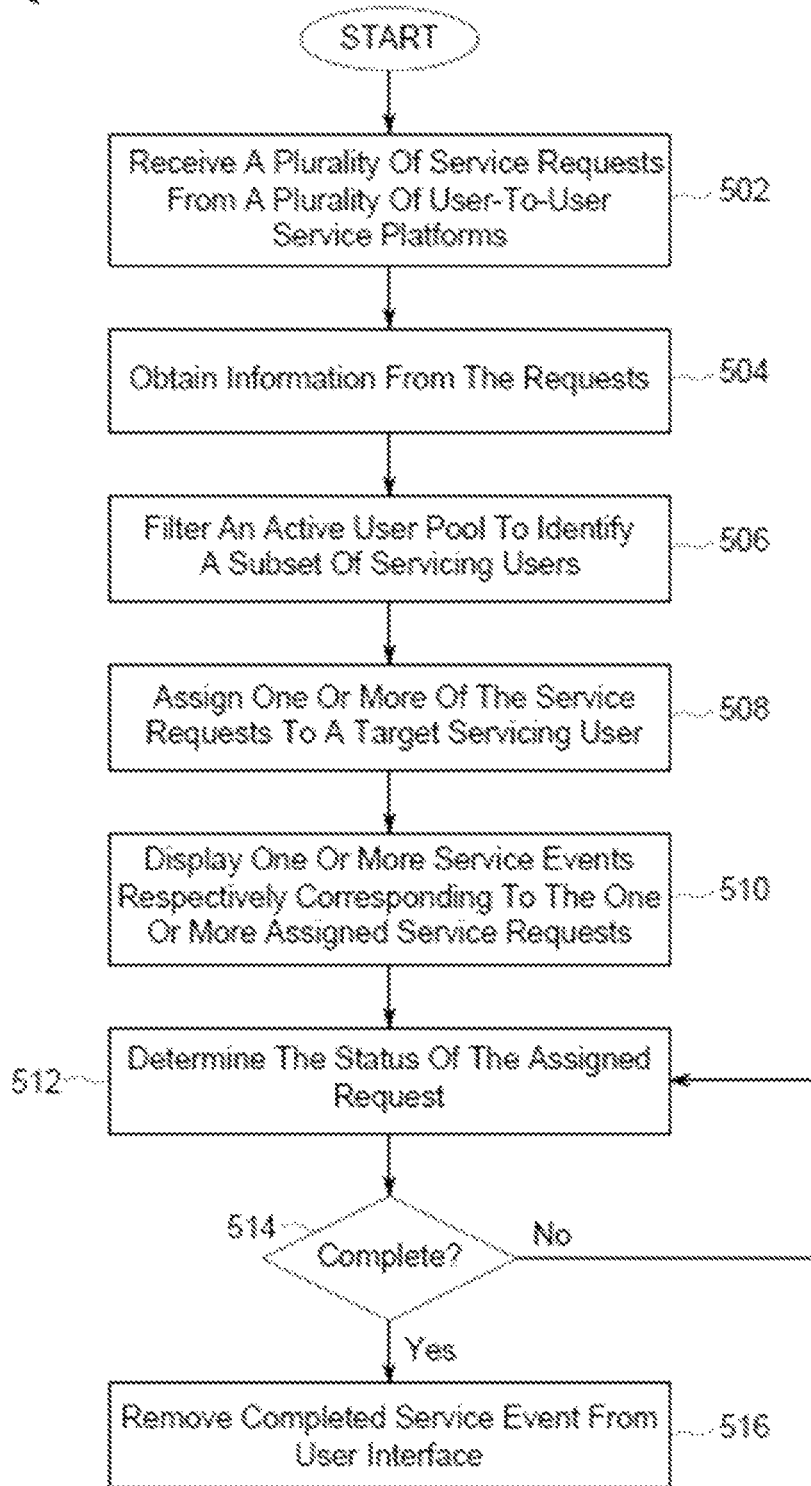 START
Receive A Plurality Of Service Requests
From A Plurality Of User-To-User
Service Platforms
502
Obtain Information From The Requests
504
Filter An Active User Pool To Identify
A Subset Of Servicing Users
506
Assign One Or More Of The Service
Requests To A Target Servicing User
508
Display One Or More Service Events
Respectively Corresponding To The One
Or More Assigned Service Requests
510
512
Determine The Status Of The Assigned
Request
514
Complete?
No
Yes
Remove Completed Service Event From
User Interface
516